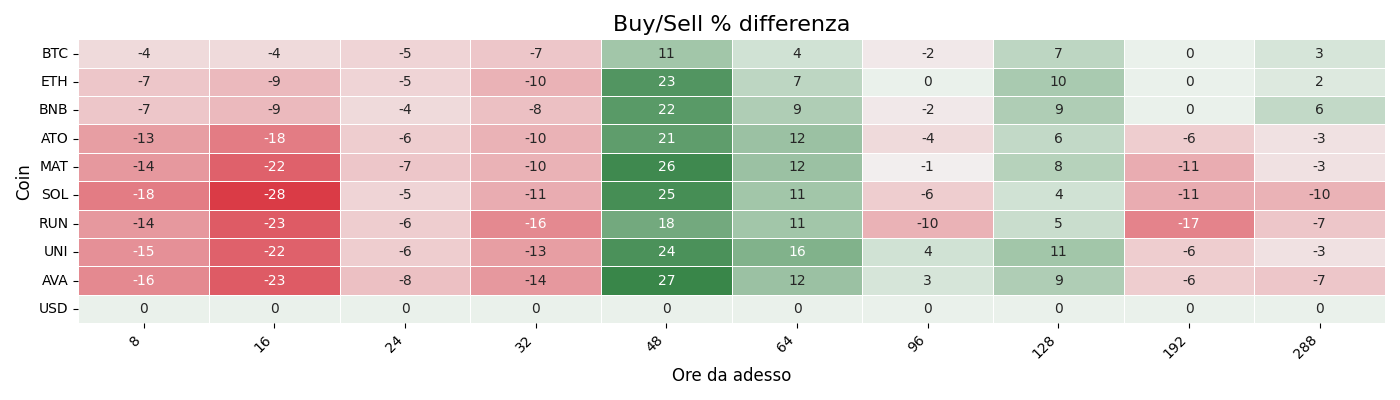 Buy/Sell % differenza
Coin
BTC -4 -4 -5 -7 11 4 -2 7 0 3
ETH -7 -9 -5 -10 23 7 0 10 0 2
BNB -7 -9 -4 -8 22 9 -2 9 0 6
ATO -13 -18 -6 -10 21 12 -4 6 -6 -3
MAT -14 -22 -7 -10 26 12 -1 8 -11 -3
SOL -18 -28 -5 -11 25 11 -6 4 -11 -10
RUN -14 -23 -6 -16 18 11 -10 5 -17 -7
UNI -15 -22 -6 -13 24 16 4 11 -6 -3
AVA -16 -23 -8 -14 27 12 3 9 -6 -7
USD 0 0 0 0 0 0 0 0 0 0
8 16 24 32 48 64 96 128 192 288
Ore da adesso